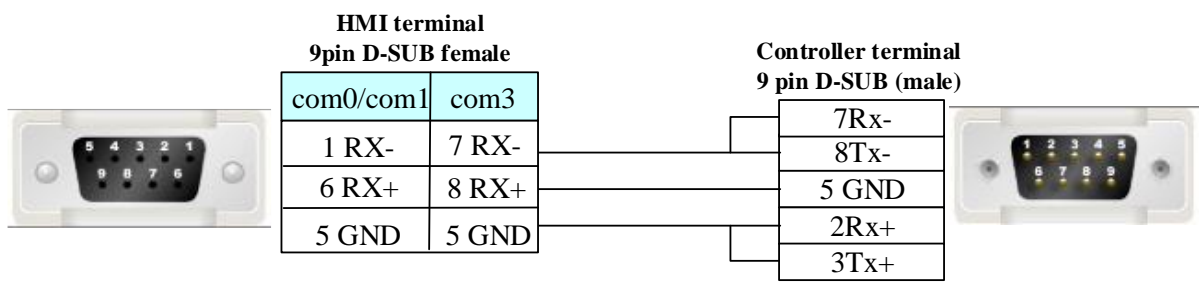 HMI terminal
9pin D-SUB female
com0/com1 com3
1 RX- 7 RX-
6 RX+ 8 RX+
5 GND 5 GND
Controller terminal
9 pin D-SUB (male)
7Rx-
8Tx-
5 GND
2Rx+
3Tx+
5 4 3 2 1
9 8 7 6
1 2 3 4 5
6 7 8 9